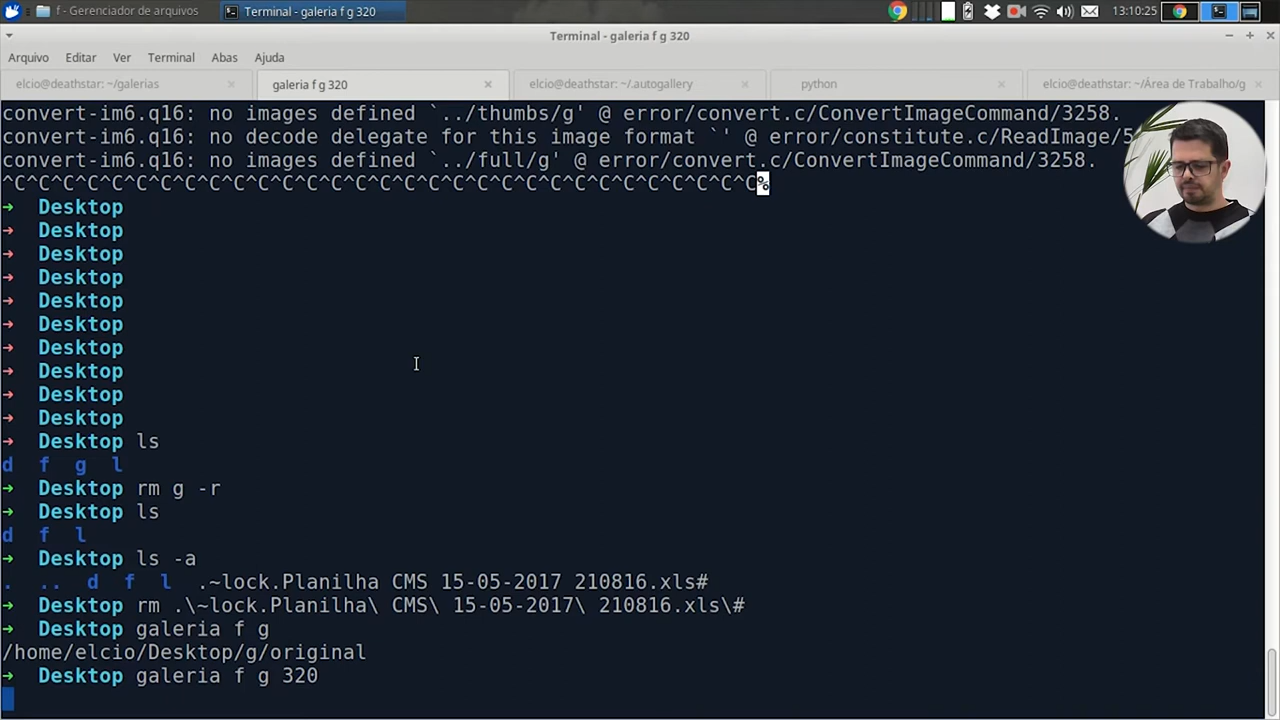 f - Gerenciador de arquivos
Terminal - galeria f g 320
13:10:25
Terminal - galeria f g 320
Arquivo Editar Ver Terminal Abas Ajuda
elcio@deathstar: ~/galerias
galeria f g 320
elcio@deathstar: ~/.autogallery
python
elcio@deathstar: ~/Área de Trabalho/g
convert-im6.q16: no images defined `../thumbs/g' @ error/convert.c/ConvertImageCommand/3258.
convert-im6.q16: no decode delegate for this image format `' @ error/constitute.c/ReadImage/5
convert-im6.q16: no images defined `../full/g' @ error/convert.c/ConvertImageCommand/3258.
^C^C^C^C^C^C^C^C^C^C^C^C^C^C^C^C^C^C^C^C^C^C^C^C^C^C^C^C^C^C^C%
➜ Desktop
➜ Desktop
➜ Desktop
➜ Desktop
➜ Desktop
➜ Desktop
➜ Desktop
➜ Desktop
➜ Desktop
➜ Desktop
➜ Desktop ls
d f g l
➜ Desktop rm g -r
➜ Desktop ls
d f l
➜ Desktop ls -a
. .. d f l .~lock.Planilha CMS 15-05-2017 210816.xls#
➜ Desktop rm .\~lock.Planilha\ CMS\ 15-05-2017\ 210816.xls\#
➜ Desktop galeria f g
/home/elcio/Desktop/g/original
➜ Desktop galeria f g 320